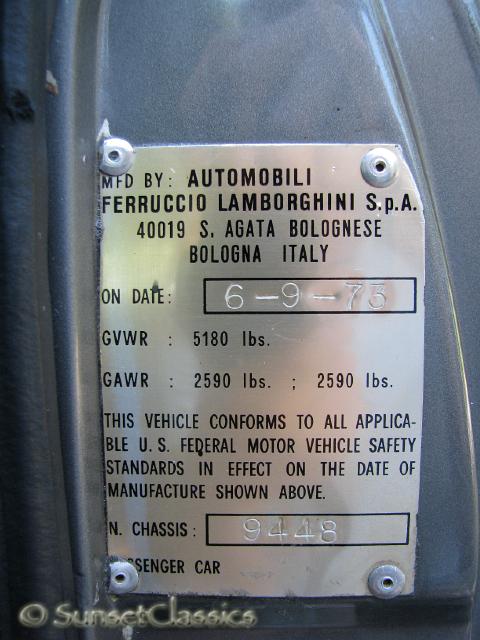 MFD BY: AUTOMOBILI
FERRUCCIO LAMBORGHINI S.p.A.
40019 S. AGATA BOLOGNESE
BOLOGNA ITALY
ON DATE: 6-9-73
GVWR : 5180 lbs.
GAWR : 2590 lbs. ; 2590 lbs.
THIS VEHICLE CONFORMS TO ALL APPLICA-
BLE U.S. FEDERAL MOTOR VEHICLE SAFETY
STANDARDS IN EFFECT ON THE DATE OF
MANUFACTURE SHOWN ABOVE.
N. CHASSIS: 9448
SSENGER CAR
© SunsetClassics